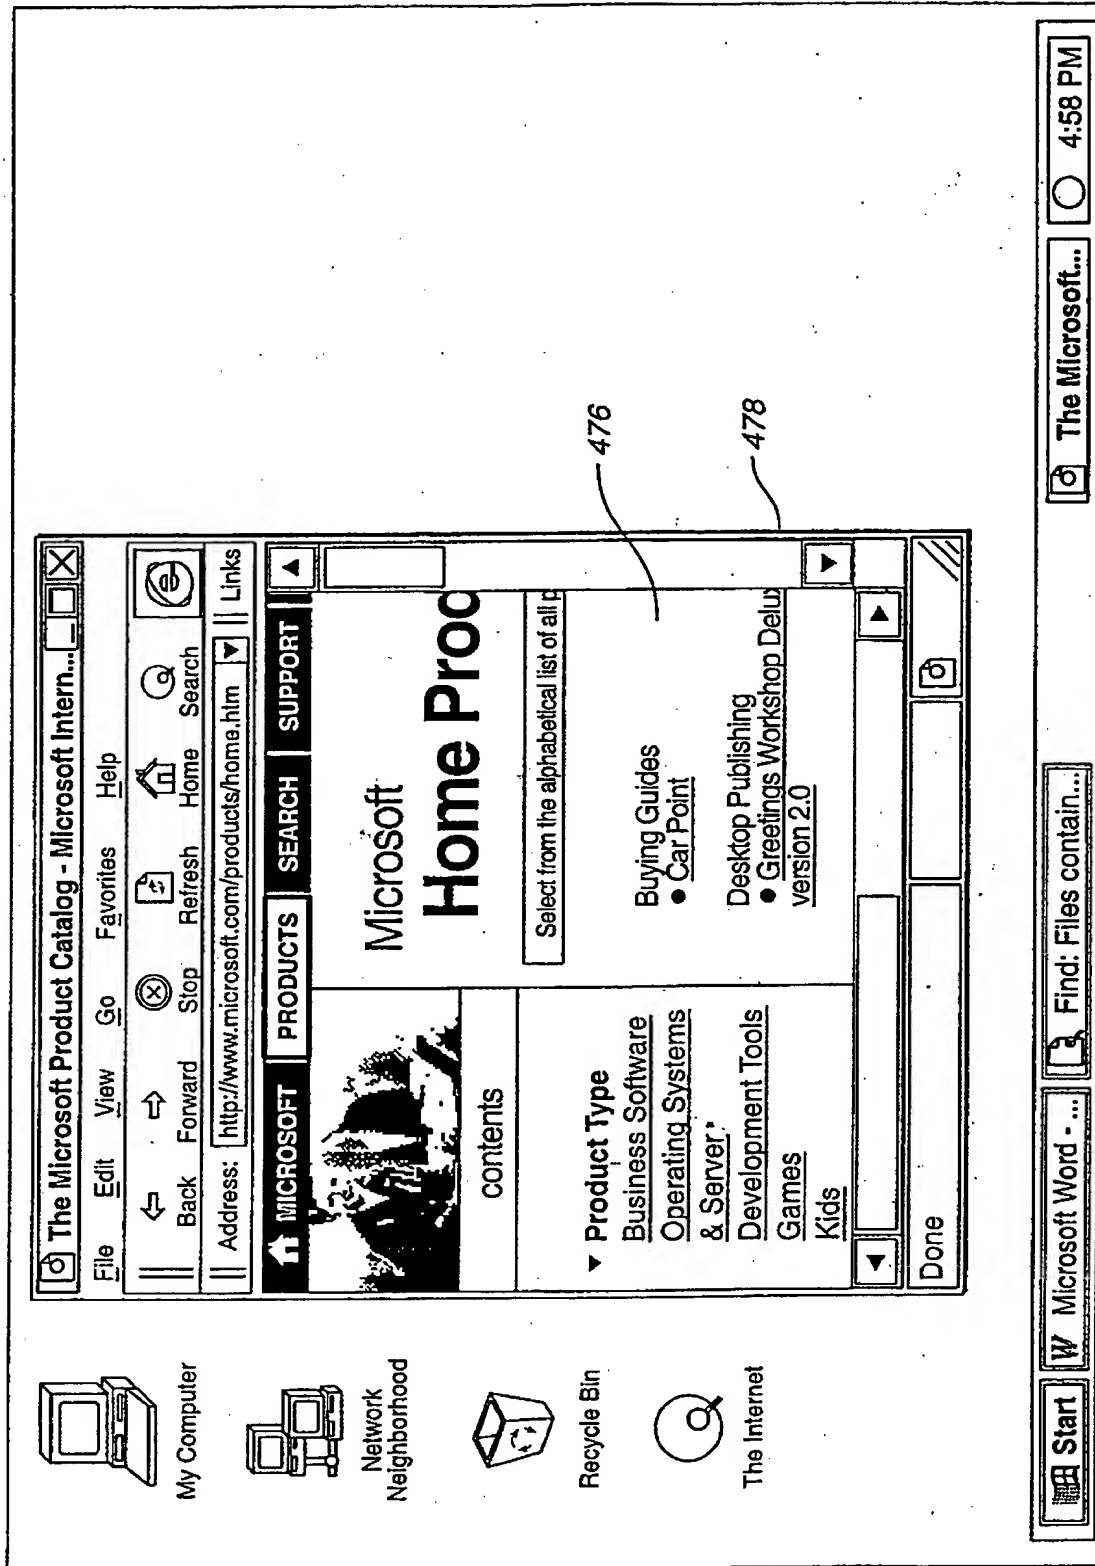 My Computer
Network
Neighborhood
Recycle Bin
The Internet
The Microsoft Product Catalog - Microsoft Intern...
File Edit View Go Favorites Help
Back Forward Stop Refresh Home Search
Address: http://www.microsoft.com/products/home.htm Links
MICROSOFT PRODUCTS SEARCH SUPPORT
contents
▼ Product Type
Business Software
Operating Systems
& Server
Development Tools
Games
Kids
Microsoft
Home Prod
Select from the alphabetical list of all p
Buying Guides
● Car Point
Desktop Publishing
● Greetings Workshop Delux
version 2.0
Done
476
478
Start
W Microsoft Word - ...
Find: Files contain...
The Microsoft...
4:58 PM